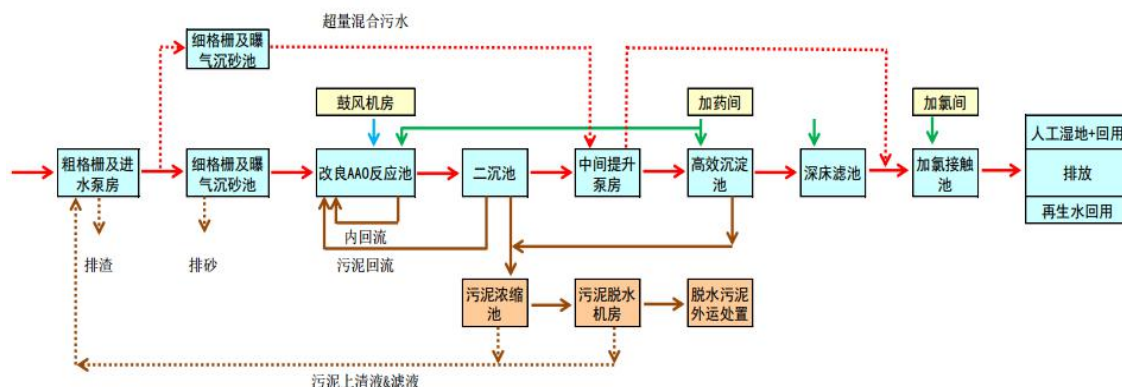 超量混合污水
细格栅及曝
气沉砂池
鼓风机房
加药间
加氯间
粗格栅及进
水泵房
细格栅及曝
气沉砂池
改良AAO反应池
二沉池
中间提升
泵房
高效沉淀
池
深床滤池
加氯接触
池
人工湿地+回用
排放
再生水回用
内回流
排渣
排砂
污泥回流
污泥浓缩
池
污泥脱水
机房
脱水污泥
外运处置
污泥上清液&滤液